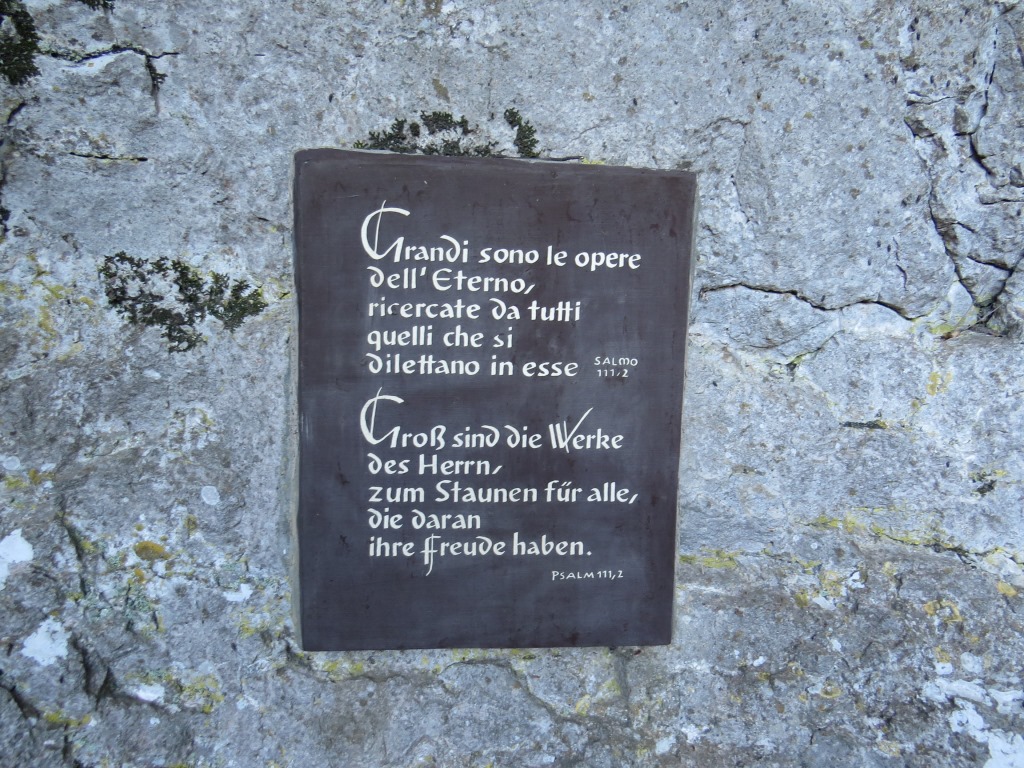 Grandi sono le opere
dell'Eterno,
ricercate da tutti
quelli che si
dilettano in esse SALMO
111,2
Groß sind die Werke
des Herrn,
zum Staunen für alle,
die daran
ihre Freude haben.
PSALM 111,2